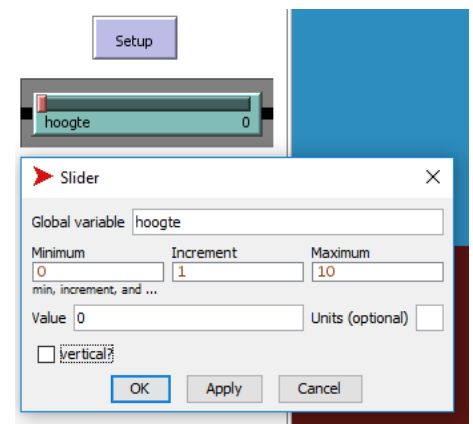 Setup
hoogte 0
Slider
Global variable hoogte
Minimum Increment Maximum
0 1 10
min, increment, and ...
Value 0 Units (optional)
vertical?
OK Apply Cancel